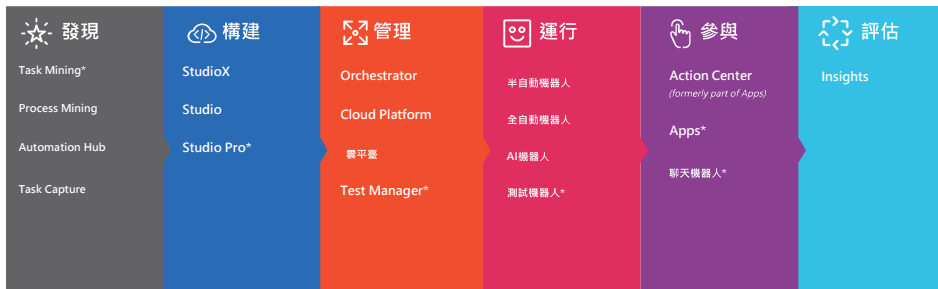 發現
Task Mining*
Process Mining
Automation Hub
Task Capture
構建
StudioX
Studio
Studio Pro*
管理
Orchestrator
Cloud Platform
雲平臺
Test Manager*
運行
半自動機器人
全自動機器人
AI機器人
測試機器人*
參與
Action Center
(formerly part of Apps)
Apps*
聊天機器人*
評估
Insights